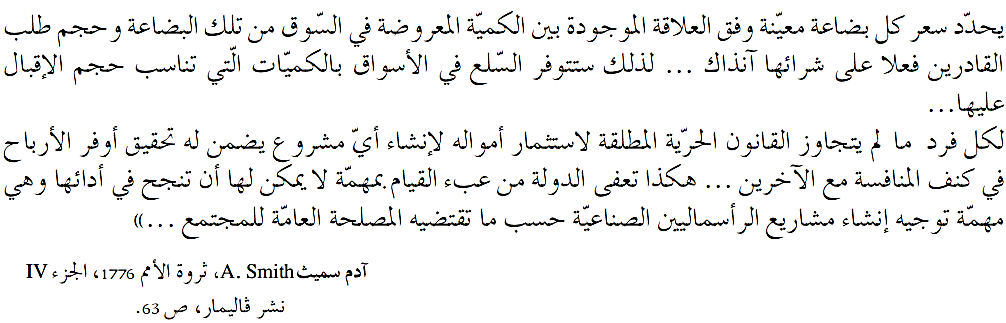 يحدّد سعر كل بضاعة معيّنة وفق العلاقة الموجودة بين الكميّة المعروضة في السّوق من تلك البضاعة وحجم طلب
القادرين فعلا على شرائها آنذاك ... لذلك ستتوفر السّلع في الأسواق بالكميّات الّتي تناسب حجم الإقبال
عليها...
لكل فرد ما لم يتجاوز القانون الحرّية المطلقة لاستثمار أمواله لإنشاء أيّ مشروع يضمن له تحقيق أوفر الأرباح
في كنف المنافسة مع الآخرين ... هكذا تعفى الدولة من عبء القيام بمهمّة لا يمكن لها أن تنجح في أدائها وهي
مهمّة توجيه إنشاء مشاريع الرأسماليين الصناعيّة حسب ما تقتضيه المصلحة العامّة للمجتمع ...»
آدم سميث A. Smith، ثروة الأمم 1776، الجزء IV
نشر ڤاليمار، ص 63.